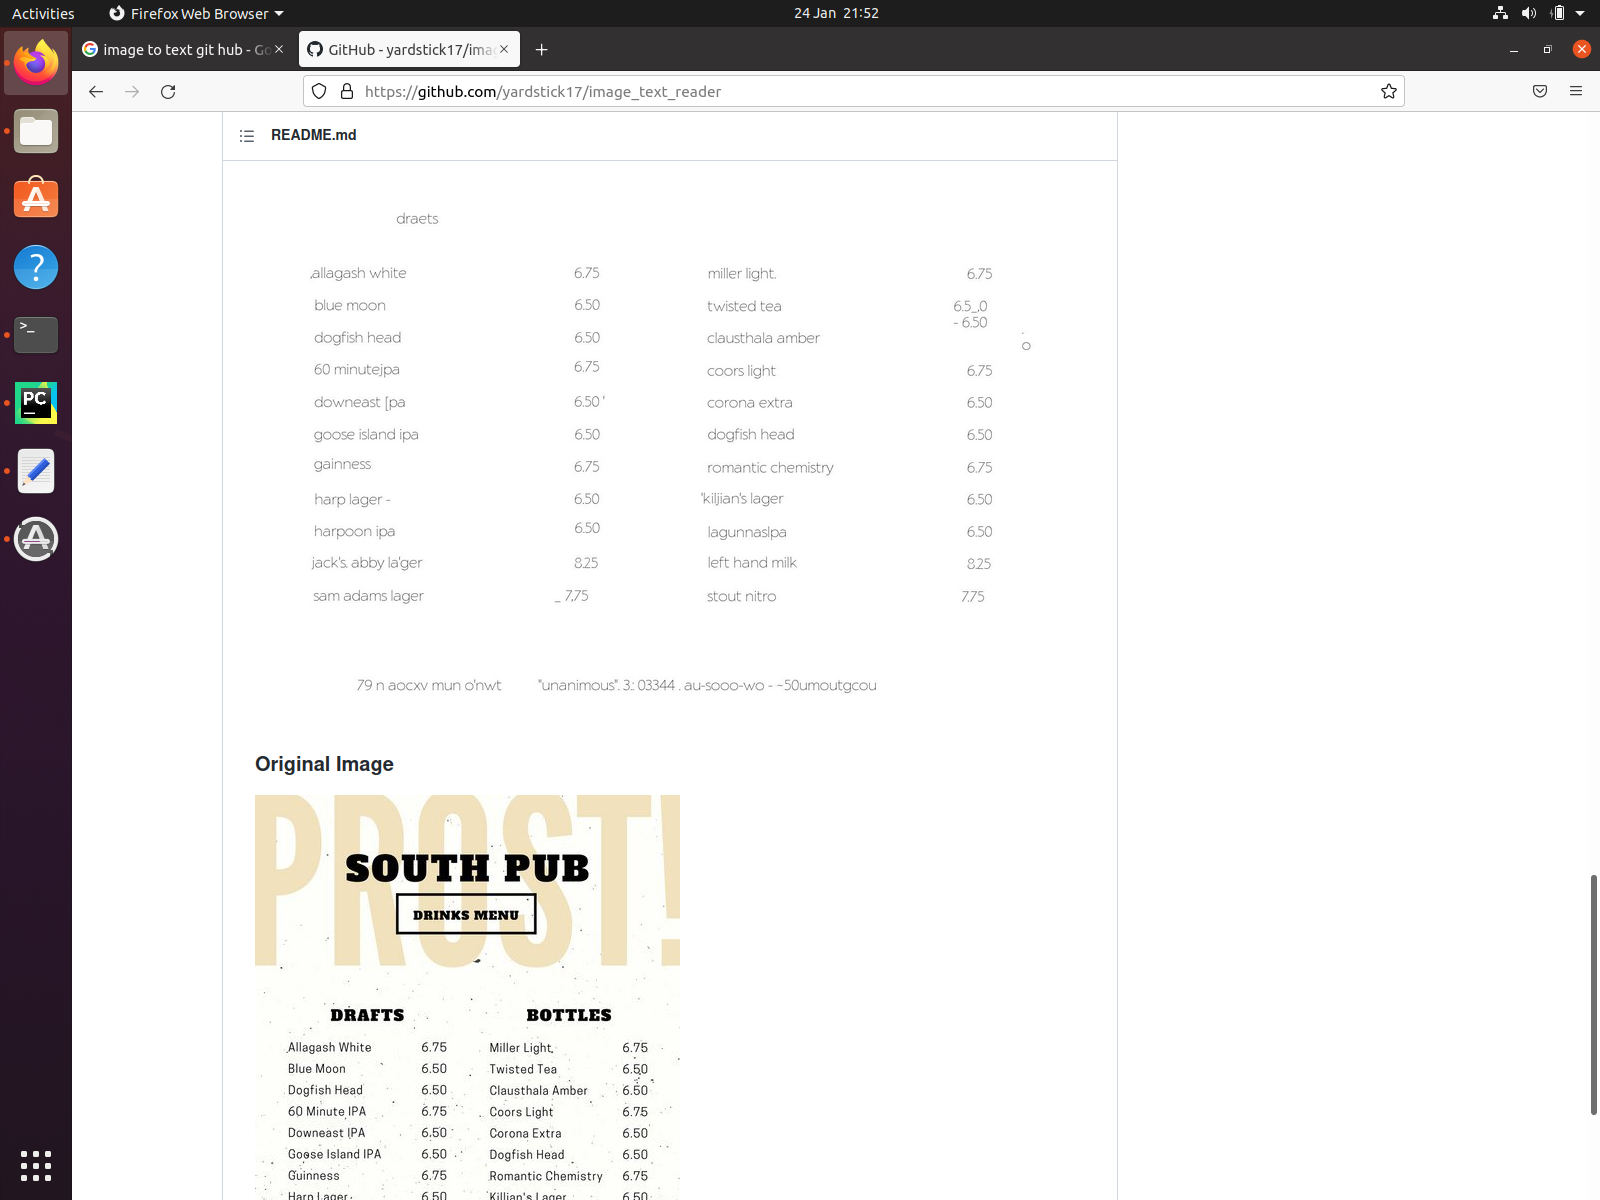 Activities Firefox Web Browser 24 Jan 21:52
image to text git hub - Go GitHub - yardstick17/imag
https://github.com/yardstick17/image_text_reader
README.md
draets
,allagash white 6.75 miller light. 6.75
blue moon 6.50 twisted tea 6.5_,0
- 6.50
dogfish head 6.50 clausthala amber .
o
60 minutejpa 6.75 coors light 6.75
downeast [pa 6.50 ' corona extra 6.50
goose island ipa 6.50 dogfish head 6.50
gainness 6.75 romantic chemistry 6.75
harp lager - 6.50 'kiljian's lager 6.50
harpoon ipa 6.50 lagunnaslpa 6.50
jack's. abby la'ger 8.25 left hand milk 8.25
sam adams lager _ 7,75 stout nitro 7.75
79 n aocxv mun o'nwt "unanimous". 3.: 03344 . au-sooo-wo - ~50umoutgcou
Original Image
PROST!
SOUTH PUB
DRINKS MENU
DRAFTS BOTTLES
Allagash White 6.75 Miller Light 6.75
Blue Moon 6.50 Twisted Tea 6.50
Dogfish Head 6.50 Clausthala Amber 6.50
60 Minute IPA 6.75 Coors Light 6.75
Downeast IPA 6.50 Corona Extra 6.50
Goose Island IPA 6.50 Dogfish Head 6.50
Guinness 6.75 Romantic Chemistry 6.75
Harp Lager 6.50 Killian's Lager 6.50